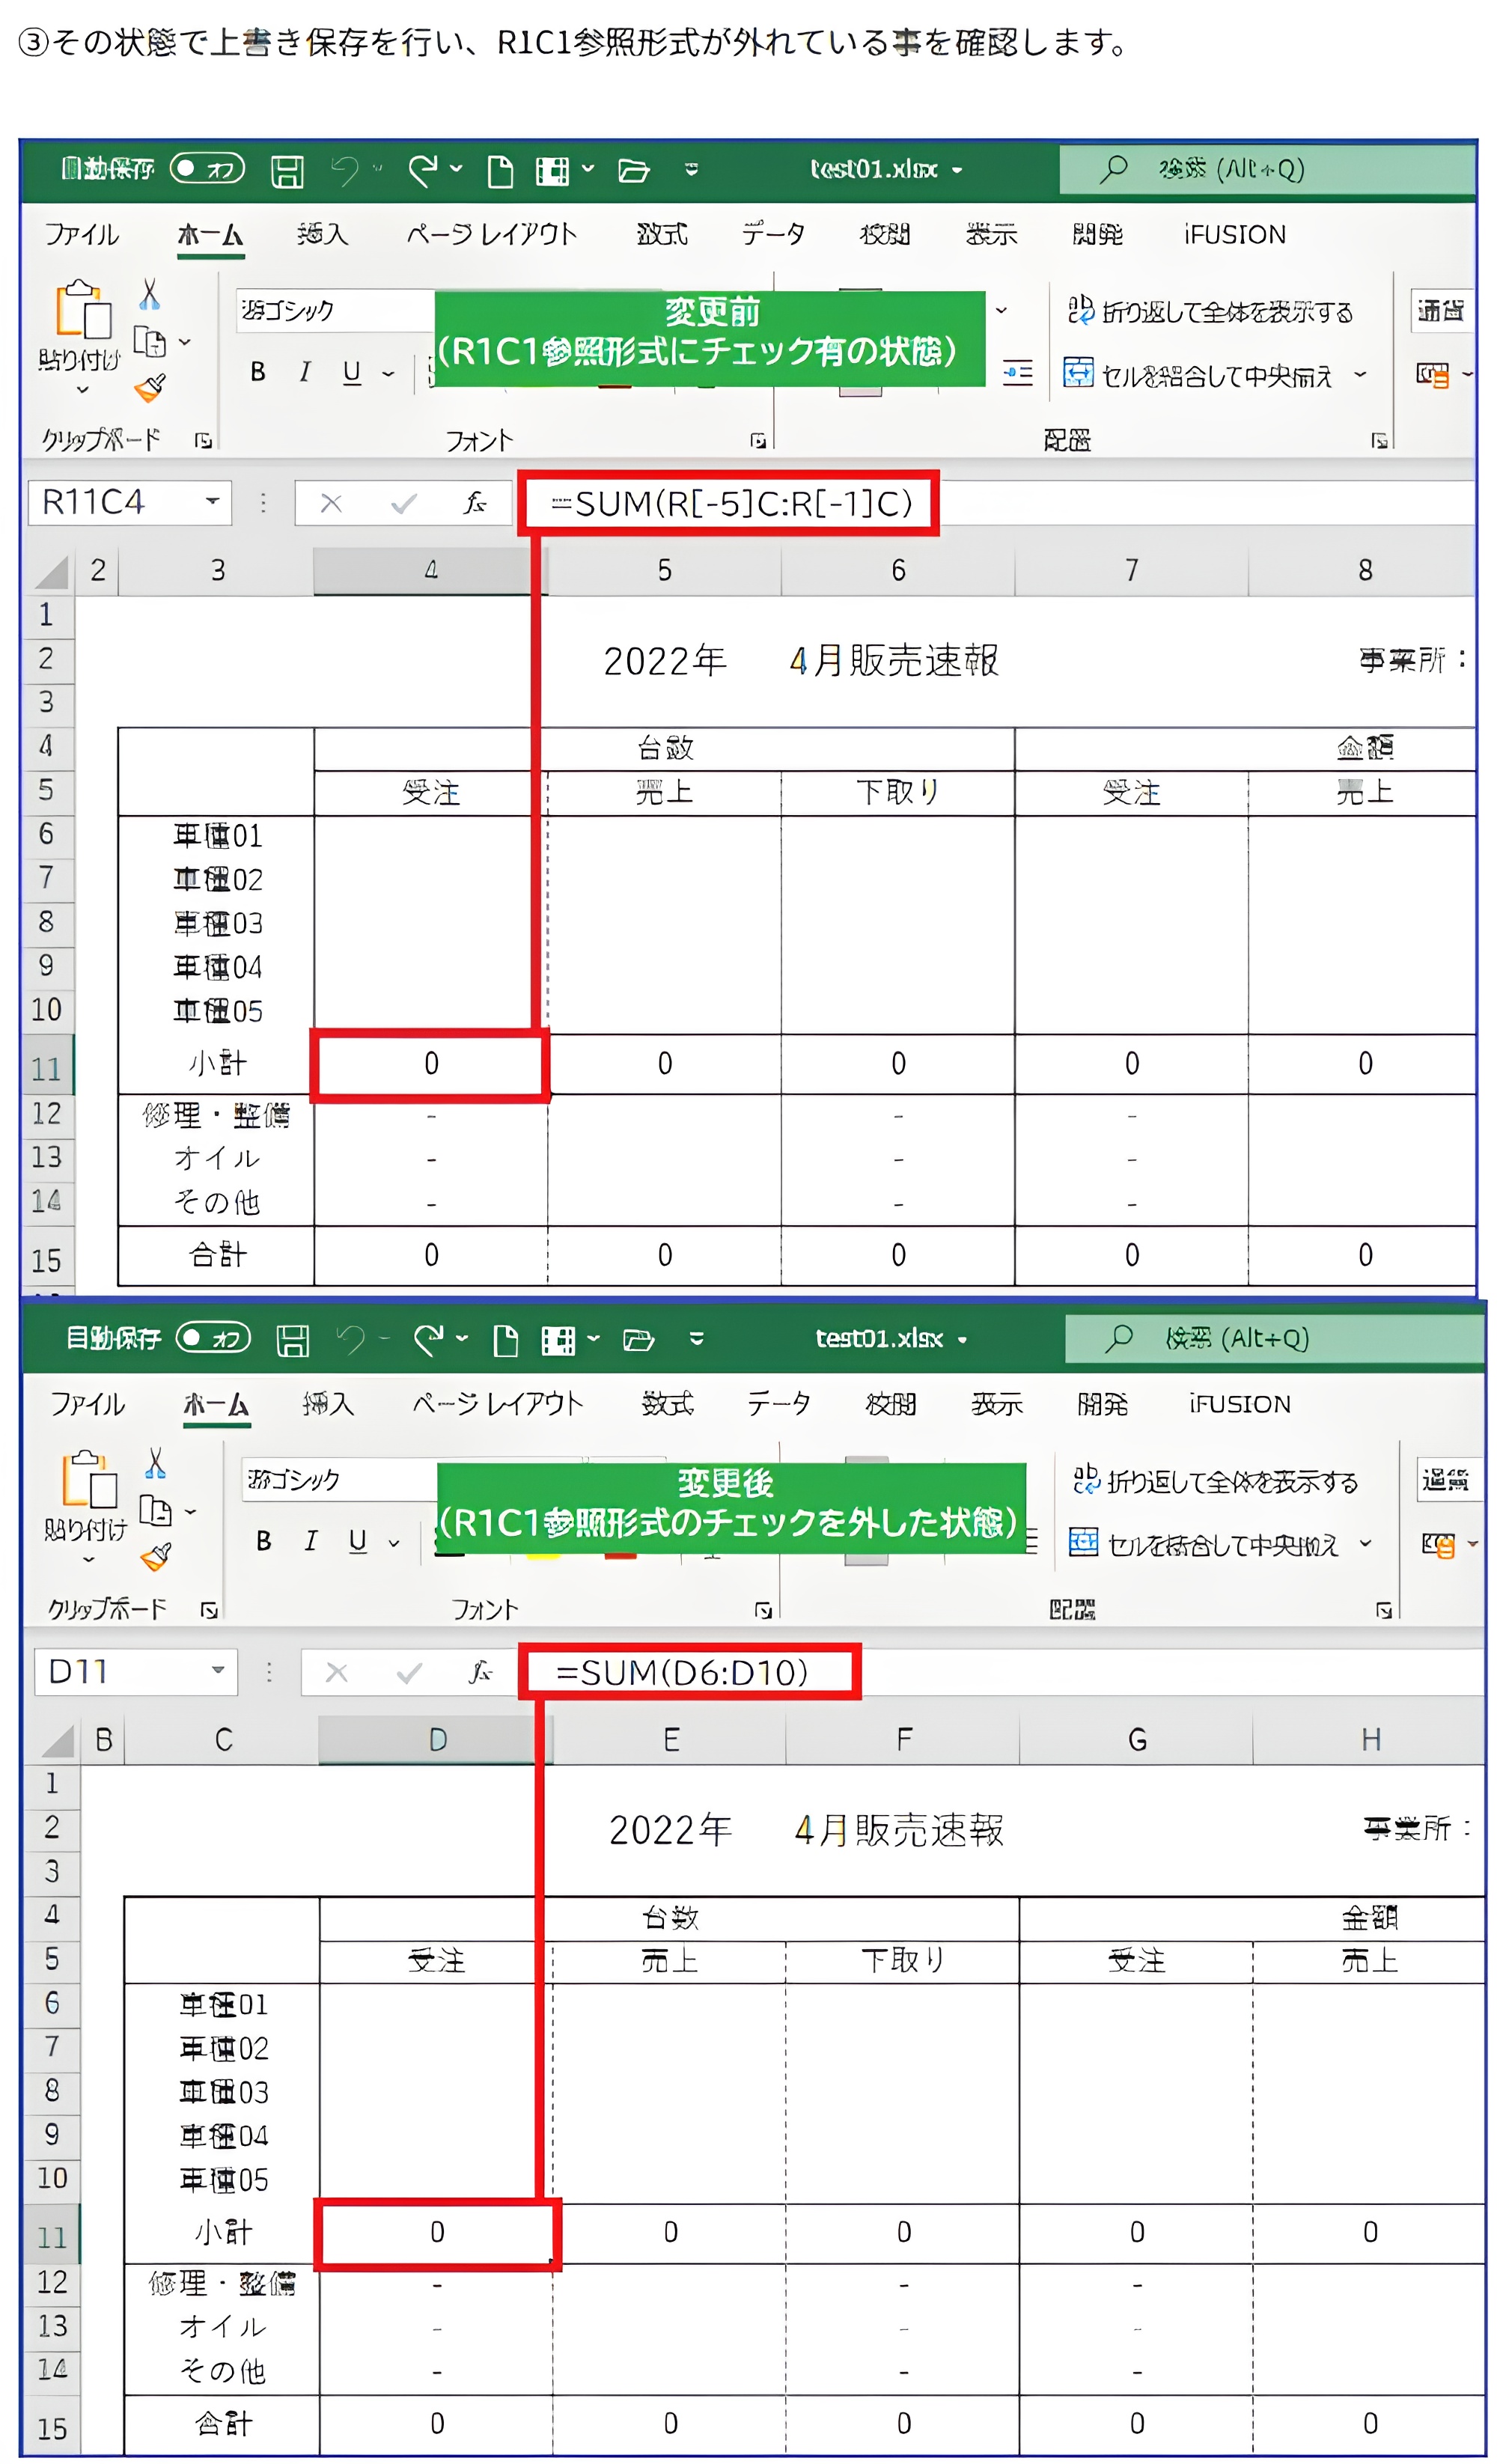 ③その状態で上書き保存を行い、R1C1参照形式が外れている事を確認します。
自動保存 オフ test01.xlsx 検索 (Alt+Q)
ファイル ホーム 挿入 ページ レイアウト 数式 データ 校閲 表示 開発 iFUSION
游ゴシック
変更前
(R1C1参照形式にチェック有の状態)
折り返して全体を表示する 通貨
貼り付け
B I U
セルを結合して中央揃え
クリップボード フォント 配置
R11C4 fx =SUM(R[-5]C:R[-1]C)
2 3 4 5 6 7 8
1
2 2022年 4月販売速報 事業所：
3
4 台数 金額
5 受注 売上 下取り 受注 売上
6 車種01
7 車種02
8 車種03
9 車種04
10 車種05
11 小計 0 0 0 0 0
12 修理・整備 - - -
13 オイル - - -
14 その他 - - -
15 合計 0 0 0 0 0
自動保存 オフ test01.xlsx 検索 (Alt+Q)
ファイル ホーム 挿入 ページ レイアウト 数式 データ 校閲 表示 開発 iFUSION
游ゴシック
変更後
(R1C1参照形式のチェックを外した状態)
折り返して全体を表示する 通貨
貼り付け
B I U
セルを結合して中央揃え
クリップボード フォント 配置
D11 fx =SUM(D6:D10)
B C D E F G H
1
2 2022年 4月販売速報 事業所：
3
4 台数 金額
5 受注 売上 下取り 受注 売上
6 車種01
7 車種02
8 車種03
9 車種04
10 車種05
11 小計 0 0 0 0 0
12 修理・整備 - - -
13 オイル - - -
14 その他 - - -
15 合計 0 0 0 0 0